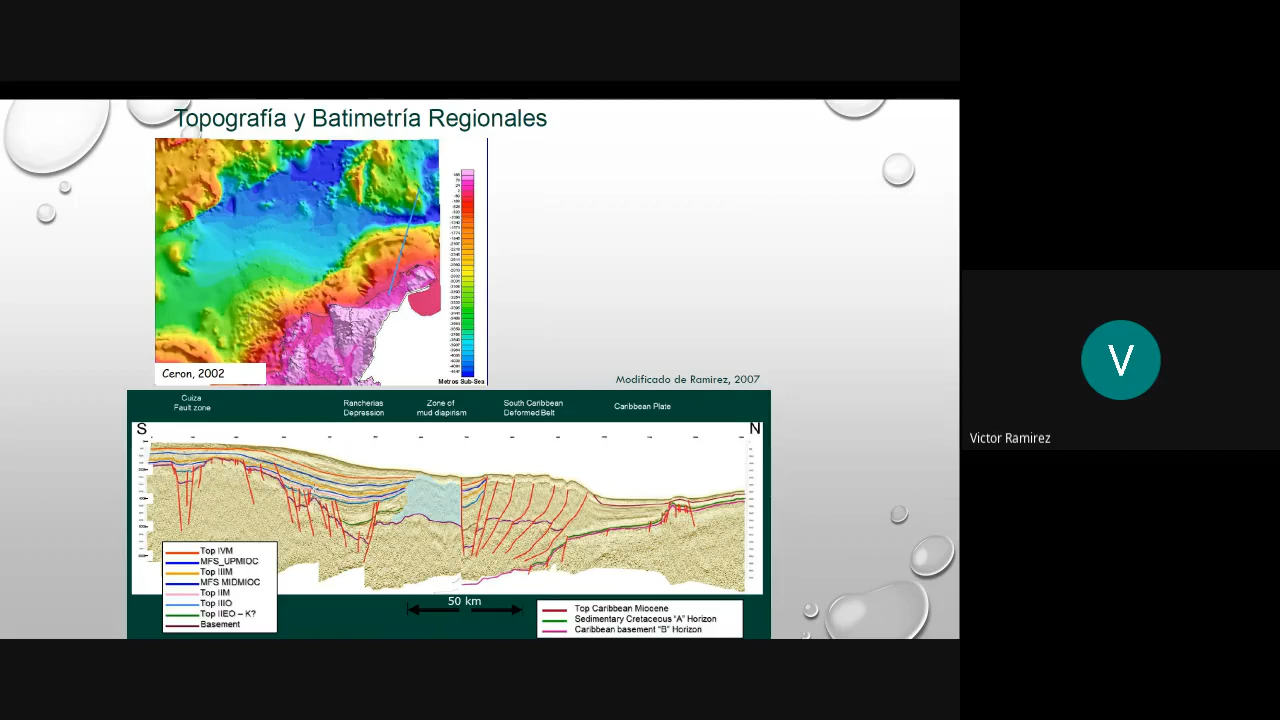 Topografía y Batimetría Regionales
Ceron, 2002
Metros Sub-Sea
Modificado de Ramirez, 2007
Cuiza
Fault zone
Rancherias
Depression
Zone of
mud diapirism
South Caribbean
Deformed Belt
Caribbean Plate
S
N
Top IVM
MFS_UPMIOC
Top IIIM
MFS MIDMIOC
Top IIM
Top IIIO
Top IIEO – K?
Basement
50 km
Top Caribbean Miocene
Sedimentary Cretaceous "A" Horizon
Caribbean basement "B" Horizon
V
Victor Ramirez